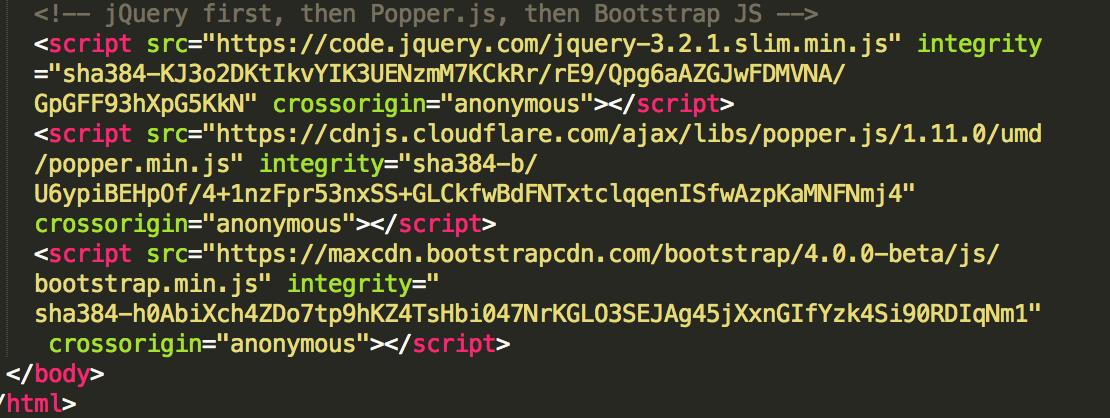 <!-- jQuery first, then Popper.js, then Bootstrap JS -->
<script src="https://code.jquery.com/jquery-3.2.1.slim.min.js" integrity
="sha384-KJ3o2DKtIkvYIK3UENzmM7KCkRr/rE9/Qpg6aAZGJwFDMVNA/
GpGFF93hXpG5KkN" crossorigin="anonymous"></script>
<script src="https://cdnjs.cloudflare.com/ajax/libs/popper.js/1.11.0/umd
/popper.min.js" integrity="sha384-b/
U6ypiBEHpOf/4+1nzFpr53nxSS+GLCkfwBdFNTxtclqqenISfwAzpKaMNFNmj4"
crossorigin="anonymous"></script>
<script src="https://maxcdn.bootstrapcdn.com/bootstrap/4.0.0-beta/js/
bootstrap.min.js" integrity="
sha384-h0AbiXch4ZDo7tp9hKZ4TsHbi047NrKGLO3SEJAg45jXxnGIfYzk4Si90RDIqNm1"
crossorigin="anonymous"></script>
</body>
/html>